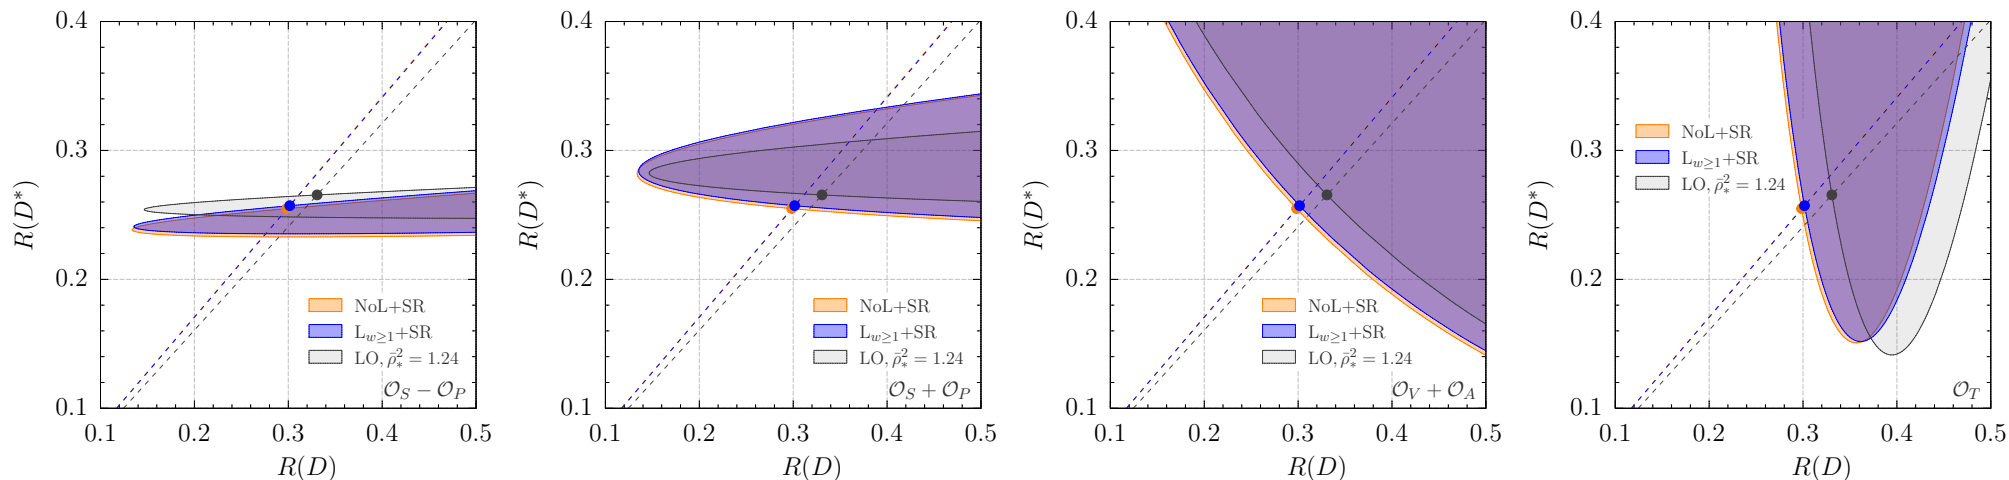 0.4
0.3
0.2
0.1
R(D*)
0.1 0.2 0.3 0.4 0.5
R(D)
NoL+SR
L_{w≥1}+SR
LO, ρ̄²_* = 1.24
𝒪_S − 𝒪_P
0.4
0.3
0.2
0.1
R(D*)
0.1 0.2 0.3 0.4 0.5
R(D)
NoL+SR
L_{w≥1}+SR
LO, ρ̄²_* = 1.24
𝒪_S + 𝒪_P
0.4
0.3
0.2
0.1
R(D*)
0.1 0.2 0.3 0.4 0.5
R(D)
NoL+SR
L_{w≥1}+SR
LO, ρ̄²_* = 1.24
𝒪_V + 𝒪_A
0.4
0.3
0.2
0.1
R(D*)
0.1 0.2 0.3 0.4 0.5
R(D)
NoL+SR
L_{w≥1}+SR
LO, ρ̄²_* = 1.24
𝒪_T